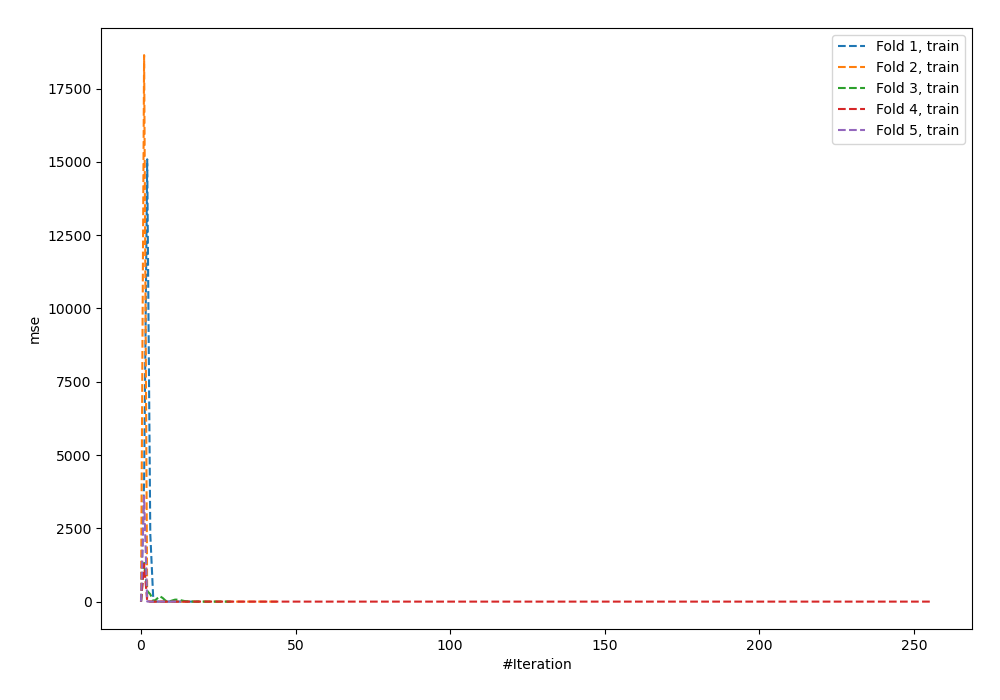 17500
15000
12500
10000
7500
5000
2500
0
mse
0 50 100 150 200 250
#Iteration
Fold 1, train
Fold 2, train
Fold 3, train
Fold 4, train
Fold 5, train